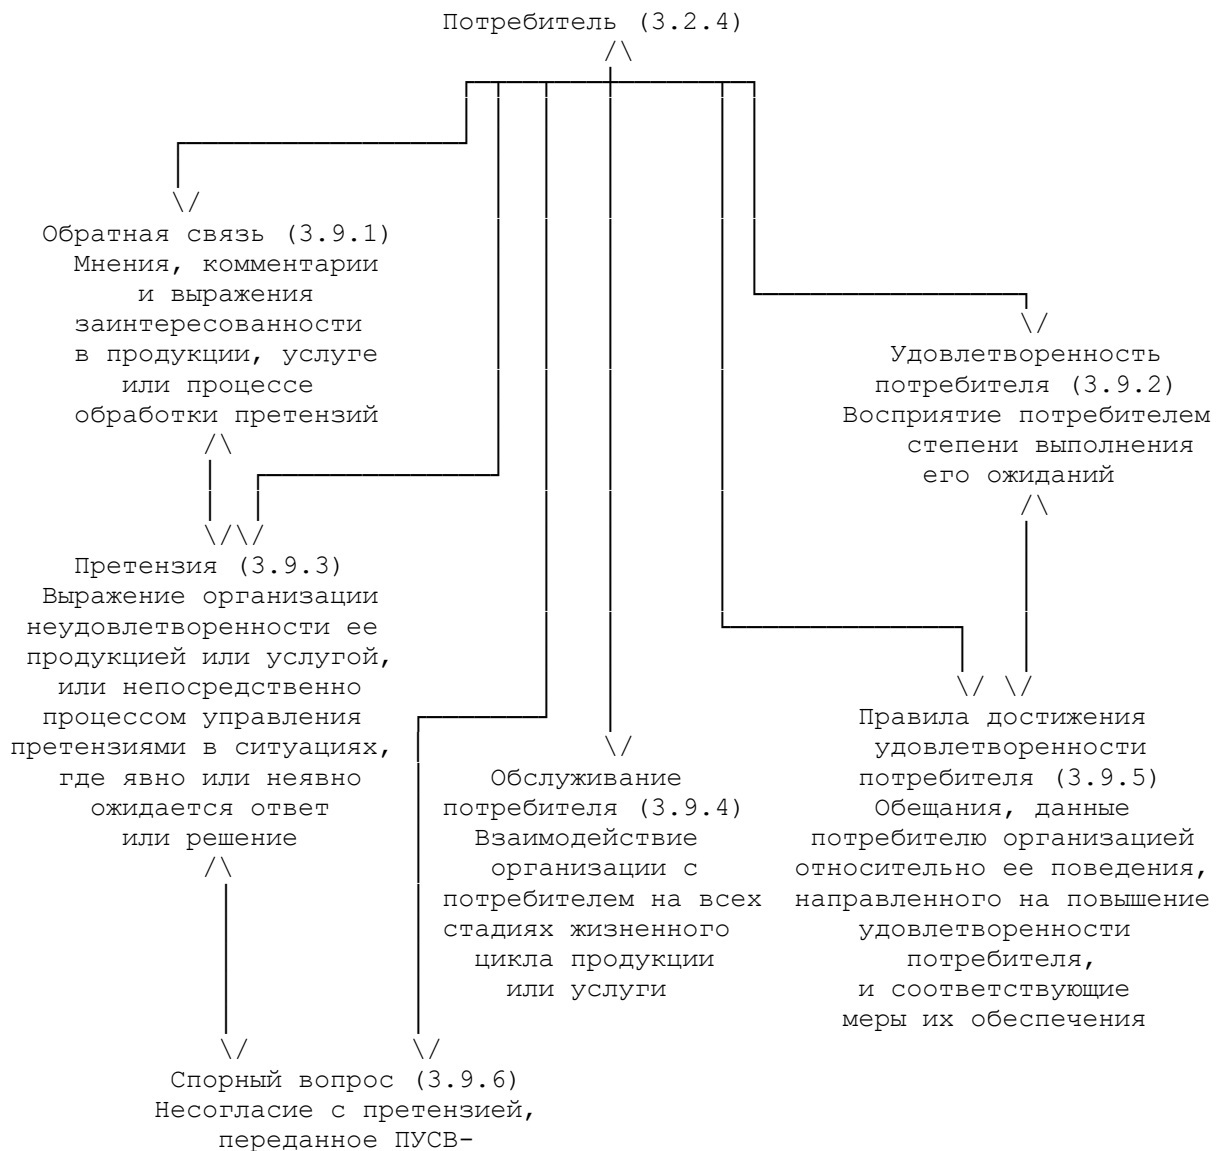 Потребитель (3.2.4)
Обратная связь (3.9.1)
Мнения, комментарии
и выражения
заинтересованности
в продукции, услуге
или процессе
обработки претензий
Удовлетворенность
потребителя (3.9.2)
Восприятие потребителем
степени выполнения
его ожиданий
Претензия (3.9.3)
Выражение организации
неудовлетворенности ее
продукцией или услугой,
или непосредственно
процессом управления
претензиями в ситуациях,
где явно или неявно
ожидается ответ
или решение
Обслуживание
потребителя (3.9.4)
Взаимодействие
организации с
потребителем на всех
стадиях жизненного
цикла продукции
или услуги
Правила достижения
удовлетворенности
потребителя (3.9.5)
Обещания, данные
потребителю организацией
относительно ее поведения,
направленного на повышение
удовлетворенности
потребителя,
и соответствующие
меры их обеспечения
Спорный вопрос (3.9.6)
Несогласие с претензией,
переданное ПУСВ-